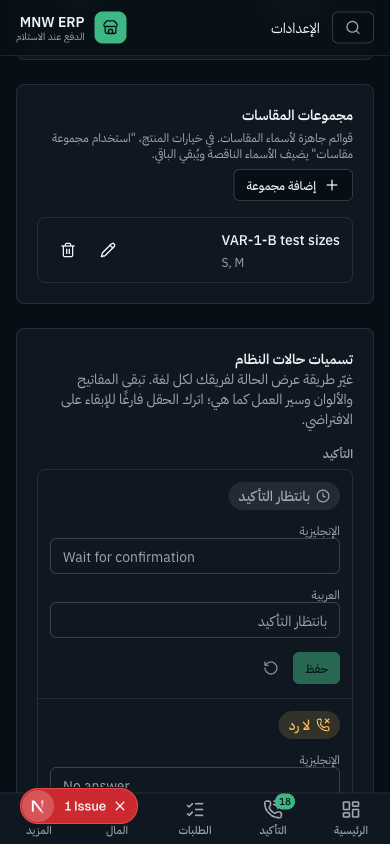 الإعدادات
MNW ERP
الدفع عند الاستلام
مجموعات المقاسات
قوائم جاهزة لأسماء المقاسات. في خيارات المنتج، "استخدام مجموعة
مقاسات" يضيف الأسماء الناقصة ويُبقي الباقي.
إضافة مجموعة
VAR-1-B test sizes
S, M
تسميات حالات النظام
غيّر طريقة عرض الحالة لفريقك لكل لغة. تبقى المفاتيح
والألوان وسير العمل كما هي؛ اترك الحقل فارغًا للإبقاء على
الافتراضي.
التأكيد
بانتظار التأكيد
الإنجليزية
Wait for confirmation
العربية
بانتظار التأكيد
حفظ
لا رد
الإنجليزية
No answer
الرئيسية
18
التأكيد
الطلبات
المال
المزيد
N
1 Issue